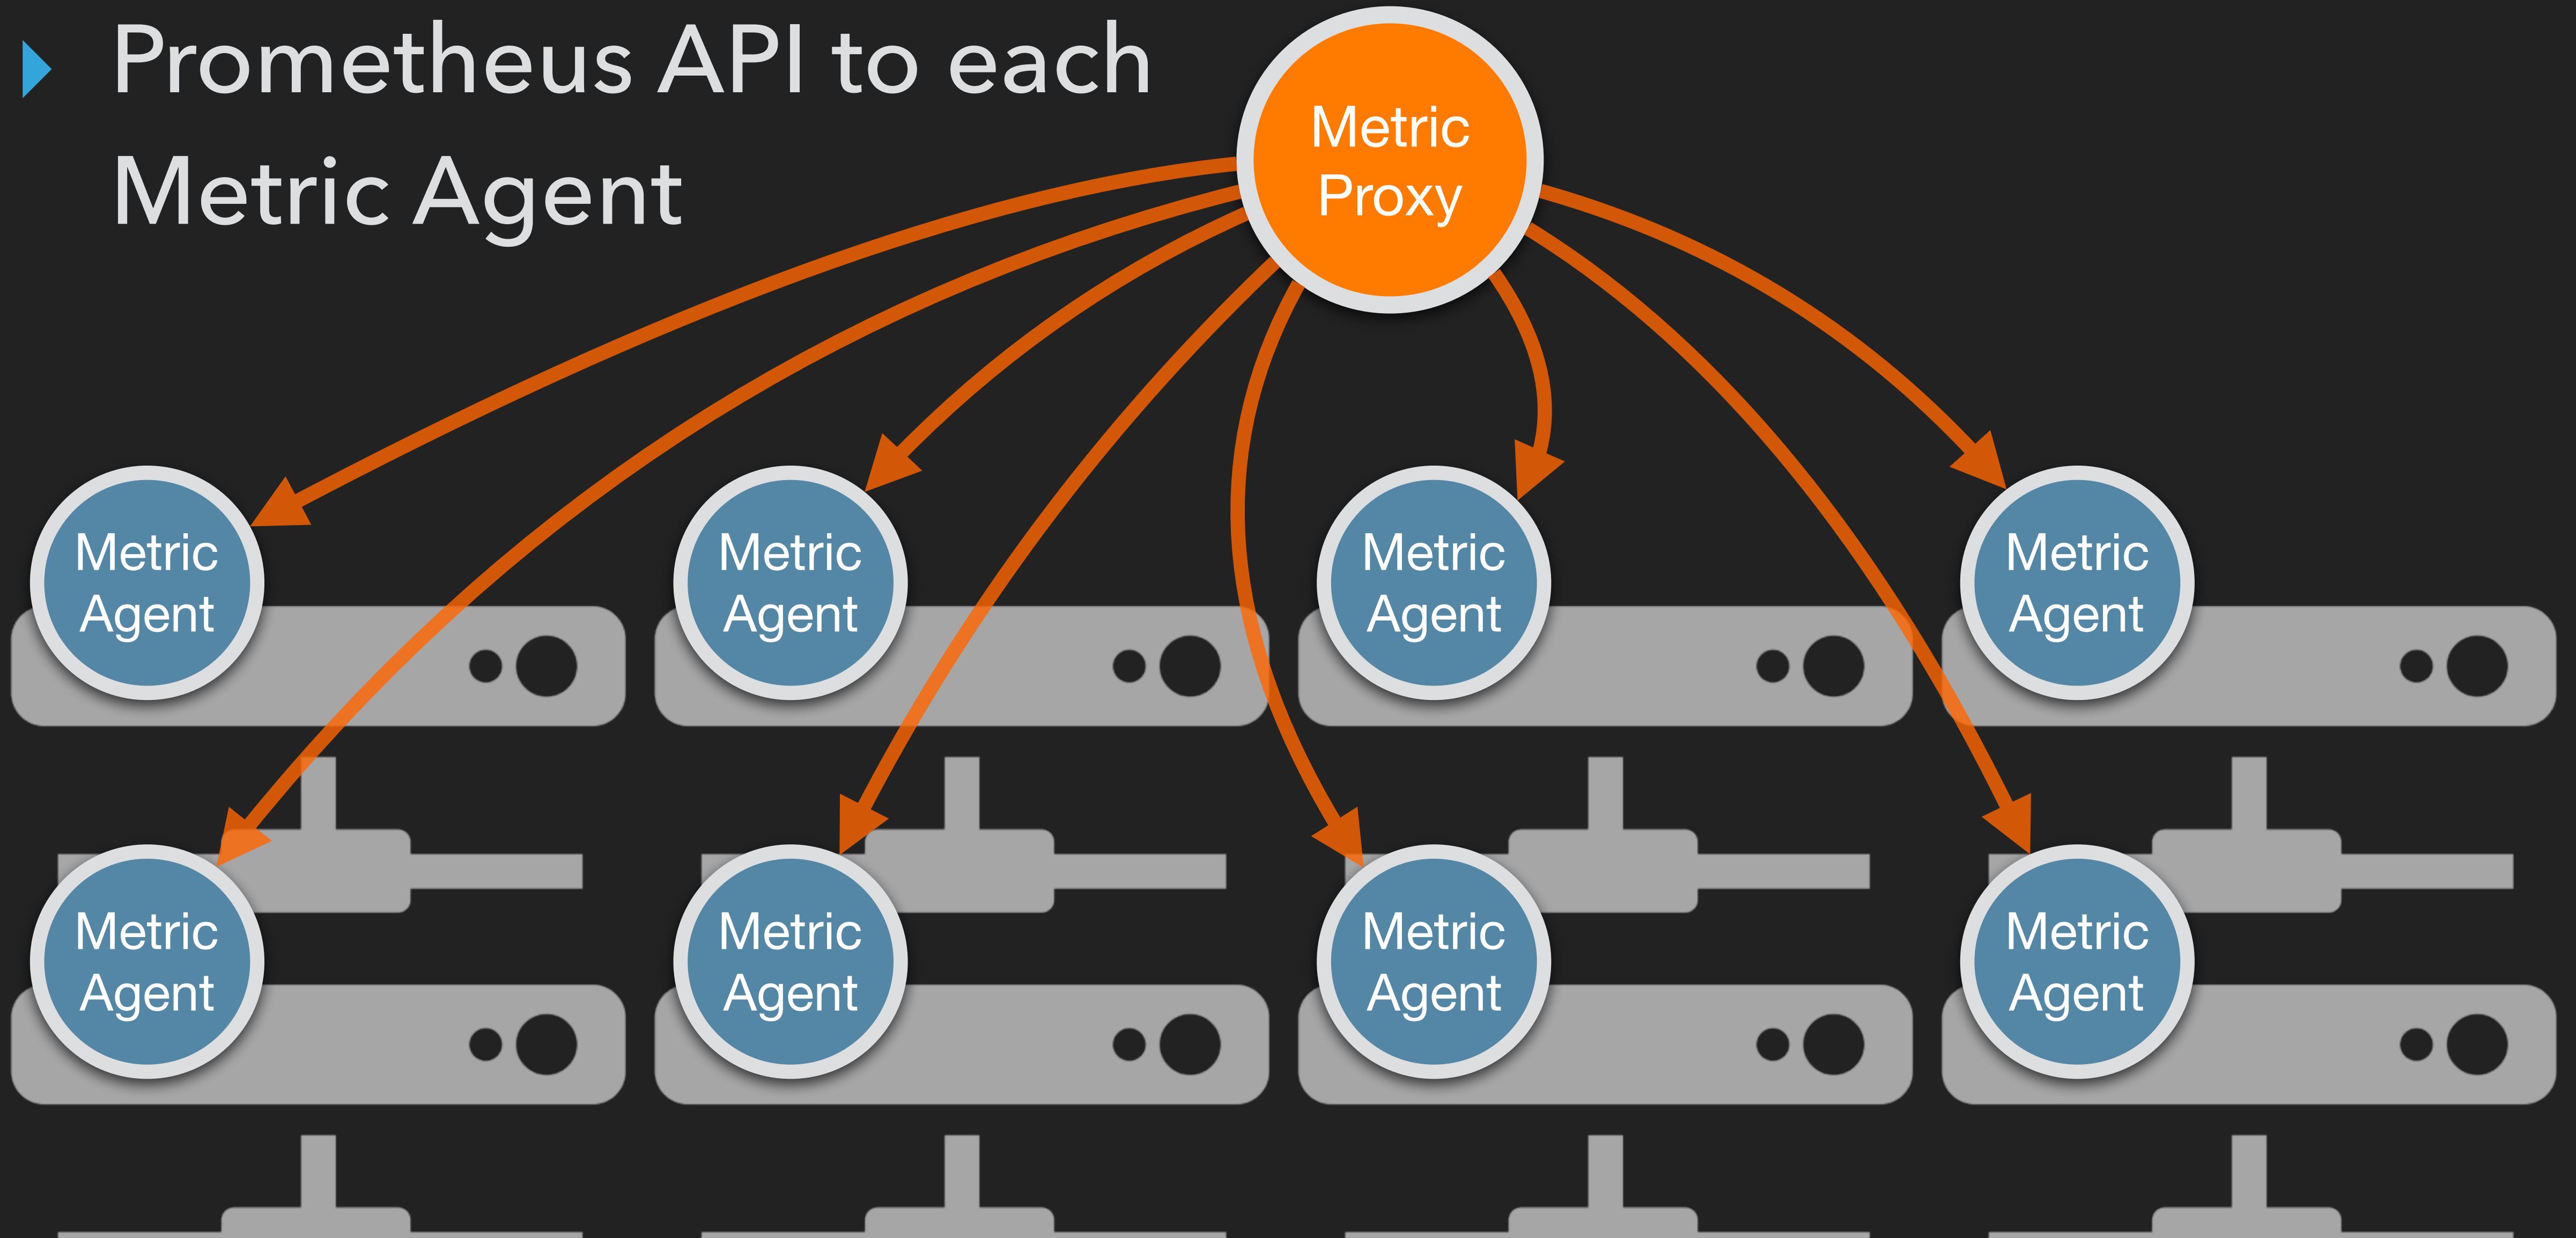 Prometheus API to each
Metric Agent
Metric
Proxy
Metric
Agent
Metric
Agent
Metric
Agent
Metric
Agent
Metric
Agent
Metric
Agent
Metric
Agent
Metric
Agent